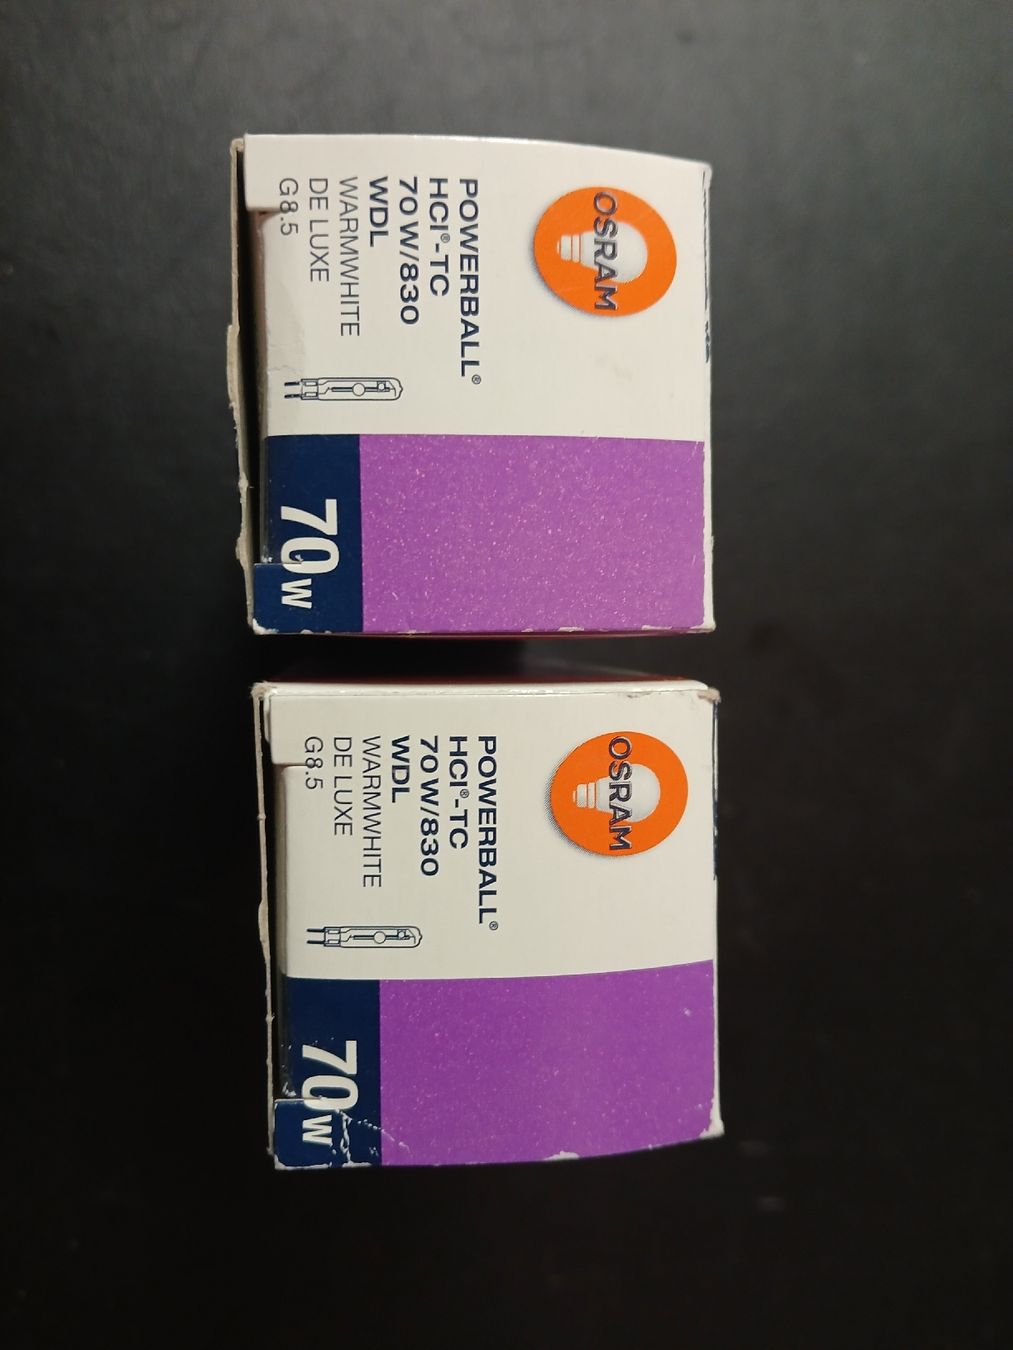 OSRAM
POWERBALL®
HCI®-TC
70 W/830
WDL
WARMWHITE
DE LUXE
G8.5
70W
OSRAM
POWERBALL®
HCI®-TC
70 W/830
WDL
WARMWHITE
DE LUXE
G8.5
70W